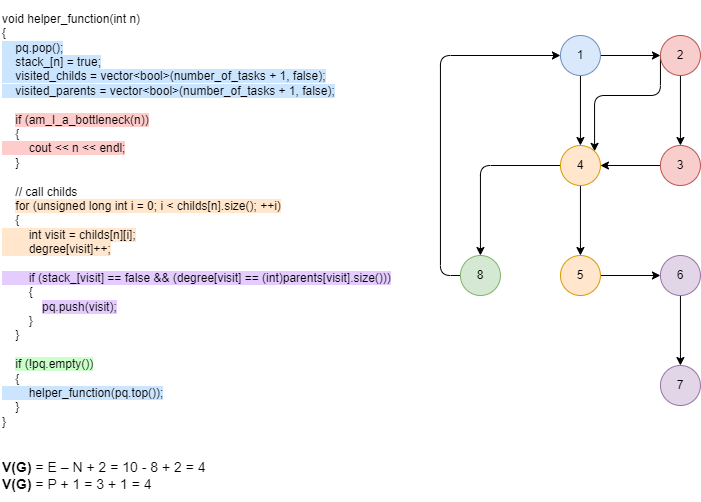 void helper_function(int n)
{
pq.pop();
stack_[n] = true;
visited_childs = vector<bool>(number_of_tasks + 1, false);
visited_parents = vector<bool>(number_of_tasks + 1, false);
if (am_I_a_bottleneck(n))
{
cout << n << endl;
}
// call childs
for (unsigned long int i = 0; i < childs[n].size(); ++i)
{
int visit = childs[n][i];
degree[visit]++;
if (stack_[visit] == false && (degree[visit] == (int)parents[visit].size()))
{
pq.push(visit);
}
}
if (!pq.empty())
{
helper_function(pq.top());
}
}
V(G) = E – N + 2 = 10 - 8 + 2 = 4
V(G) = P + 1 = 3 + 1 = 4
1
2
4
3
8
5
6
7